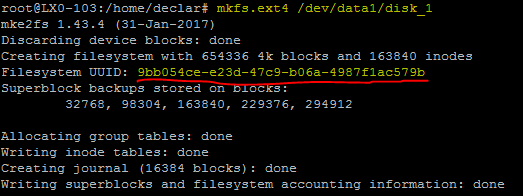 root@LX0-103:/home/declar# mkfs.ext4 /dev/data1/disk_1
mke2fs 1.43.4 (31-Jan-2017)
Discarding device blocks: done
Creating filesystem with 654336 4k blocks and 163840 inodes
Filesystem UUID: 9bb054ce-e23d-47c9-b06a-4987f1ac579b
Superblock backups stored on blocks:
32768, 98304, 163840, 229376, 294912
Allocating group tables: done
Writing inode tables: done
Creating journal (16384 blocks): done
Writing superblocks and filesystem accounting information: done